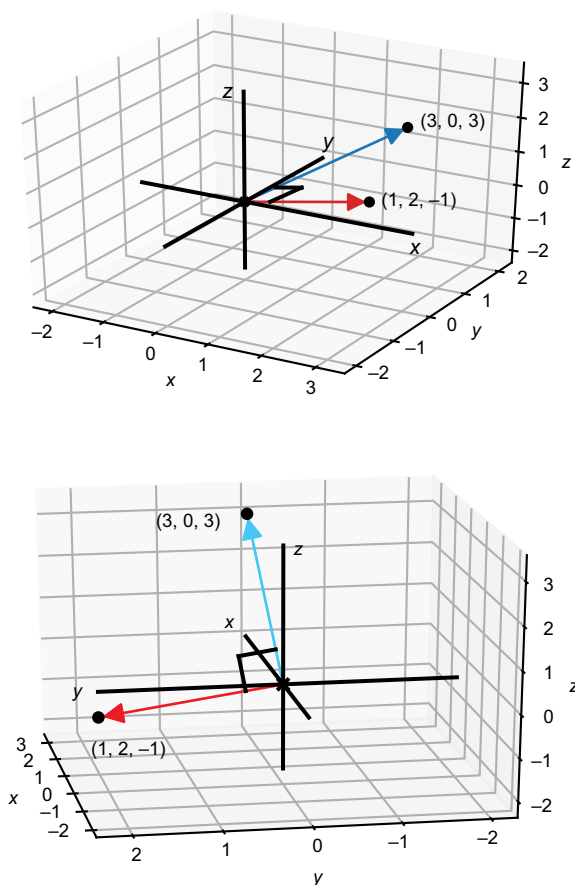 z
y
(3, 0, 3)
(1, 2, –1)
x
3
2
1
0
–1
–2
z
2
1
0
–1
–2
y
–2
–1
0
1
2
3
x
(3, 0, 3)
z
x
y
(1, 2, –1)
3
2
1
0
–1
–2
z
3
2
1
0
–1
–2
x
2
1
0
–1
–2
y